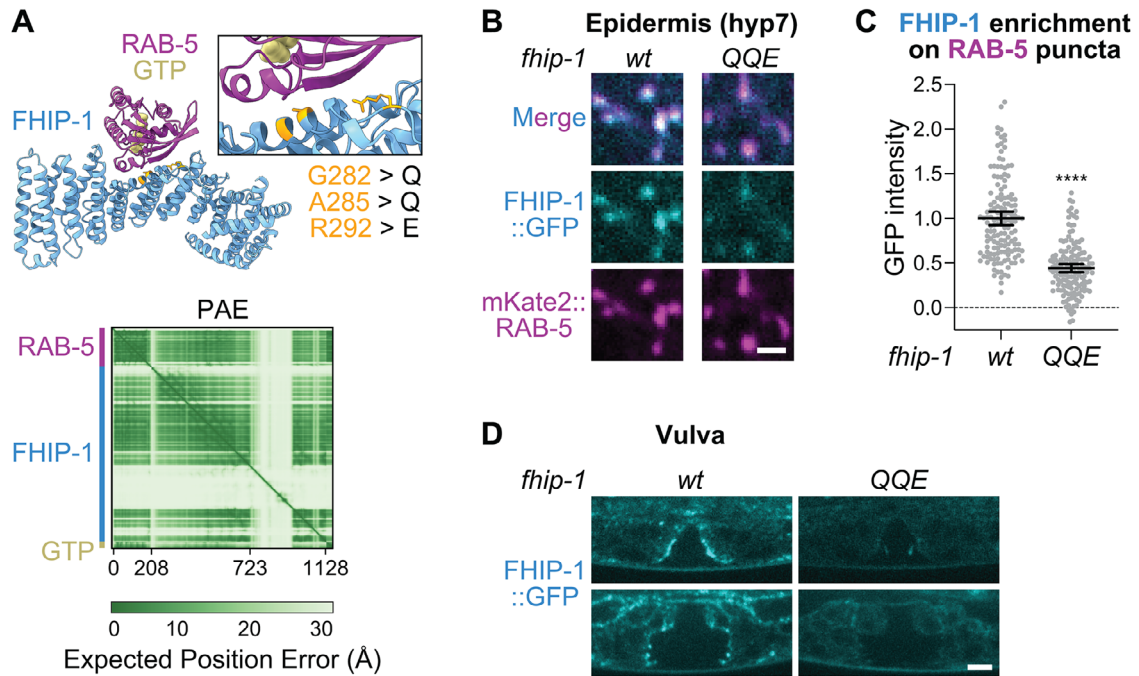 A
RAB-5
GTP
FHIP-1
G282 > Q
A285 > Q
R292 > E
PAE
RAB-5
FHIP-1
GTP
0 208 723 1128
0 10 20 30
Expected Position Error (Å)
B
Epidermis (hyp7)
fhip-1 wt QQE
Merge
FHIP-1
::GFP
mKate2::
RAB-5
C
FHIP-1 enrichment
on RAB-5 puncta
GFP intensity
2.5
2.0
1.5
1.0
0.5
0.0
****
fhip-1 wt QQE
D
Vulva
fhip-1 wt QQE
FHIP-1
::GFP